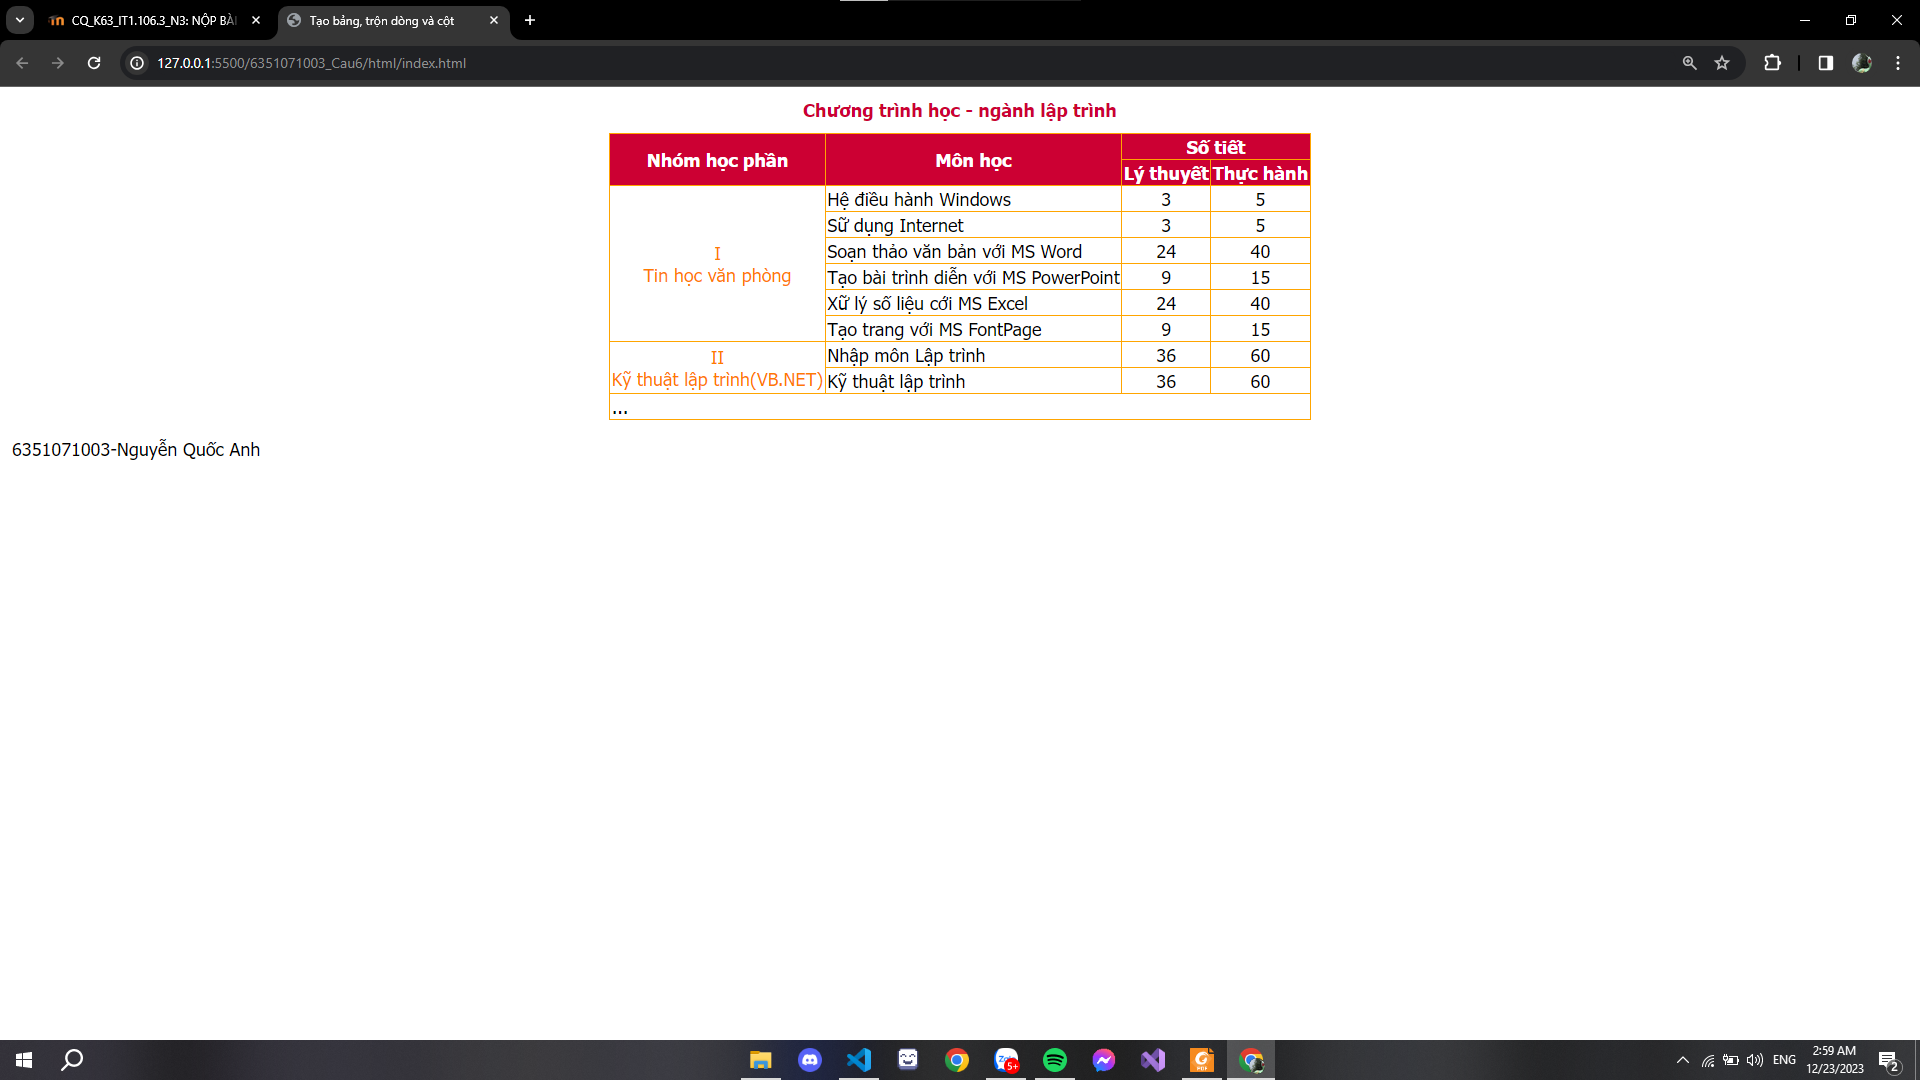 CQ_K63_IT1.106.3_N3: NỘP BÀI
Tạo bảng, trộn dòng và cột
127.0.0.1:5500/6351071003_Cau6/html/index.html
Chương trình học - ngành lập trình
Nhóm học phần Môn học Số tiết
Lý thuyết Thực hành
Hệ điều hành Windows 3 5
Sữ dụng Internet 3 5
Soạn thảo văn bản với MS Word 24 40
I
Tin học văn phòng
Tạo bài trình diễn với MS PowerPoint 9 15
Xữ lý số liệu cới MS Excel 24 40
Tạo trang với MS FontPage 9 15
II
Nhập môn Lập trình 36 60
Kỹ thuật lập trình(VB.NET) Kỹ thuật lập trình 36 60
...
6351071003-Nguyễn Quốc Anh
Zalo
5+
PDF
ENG
2:59 AM
12/23/2023
2